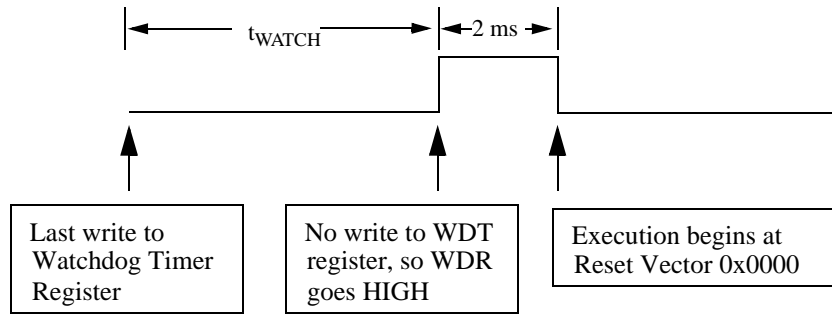 tWATCH
2 ms
Last write to
Watchdog Timer
Register
No write to WDT
register, so WDR
goes HIGH
Execution begins at
Reset Vector 0x0000